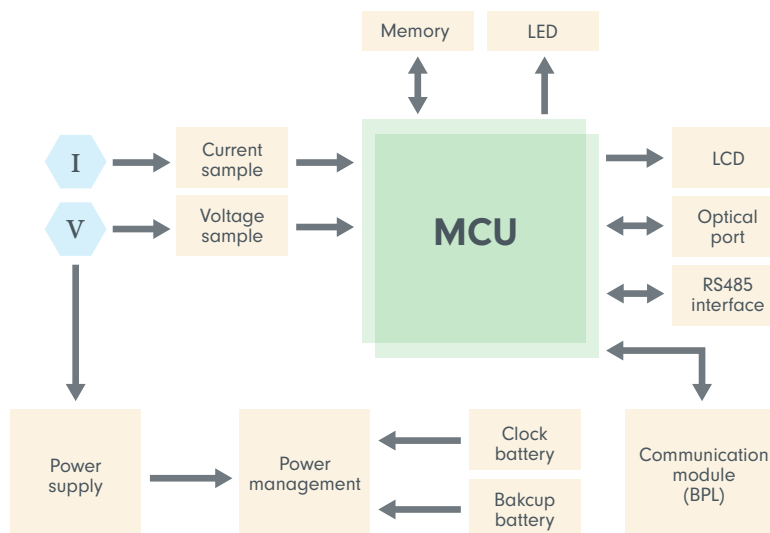 Memory
LED
I
Current
sample
LCD
V
Voltage
sample
MCU
Optical
port
RS485
interface
Power
supply
Power
management
Clock
battery
Bakcup
battery
Communication
module
(BPL)